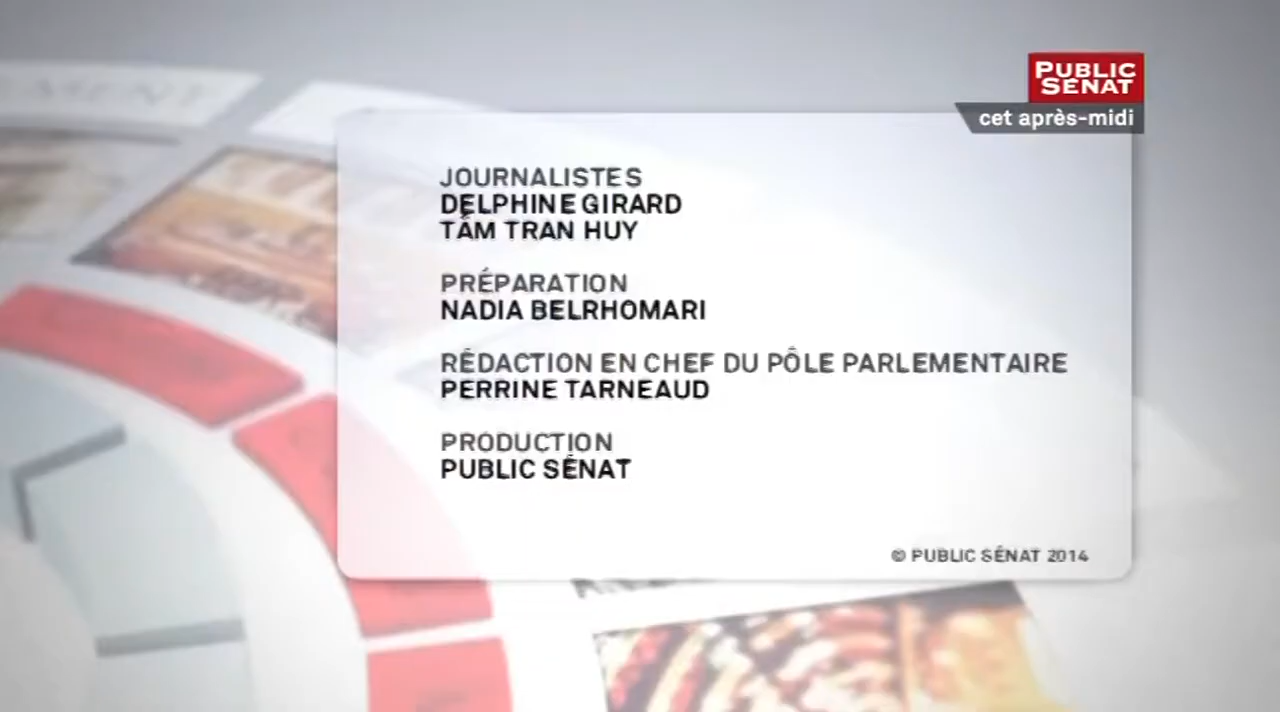 PUBLIC
SÉNAT
cet après-midi
JOURNALISTES
DELPHINE GIRARD
TÂM TRAN HUY
PRÉPARATION
NADIA BELRHOMARI
RÉDACTION EN CHEF DU PÔLE PARLEMENTAIRE
PERRINE TARNEAUD
PRODUCTION
PUBLIC SÉNAT
© PUBLIC SÉNAT 2014